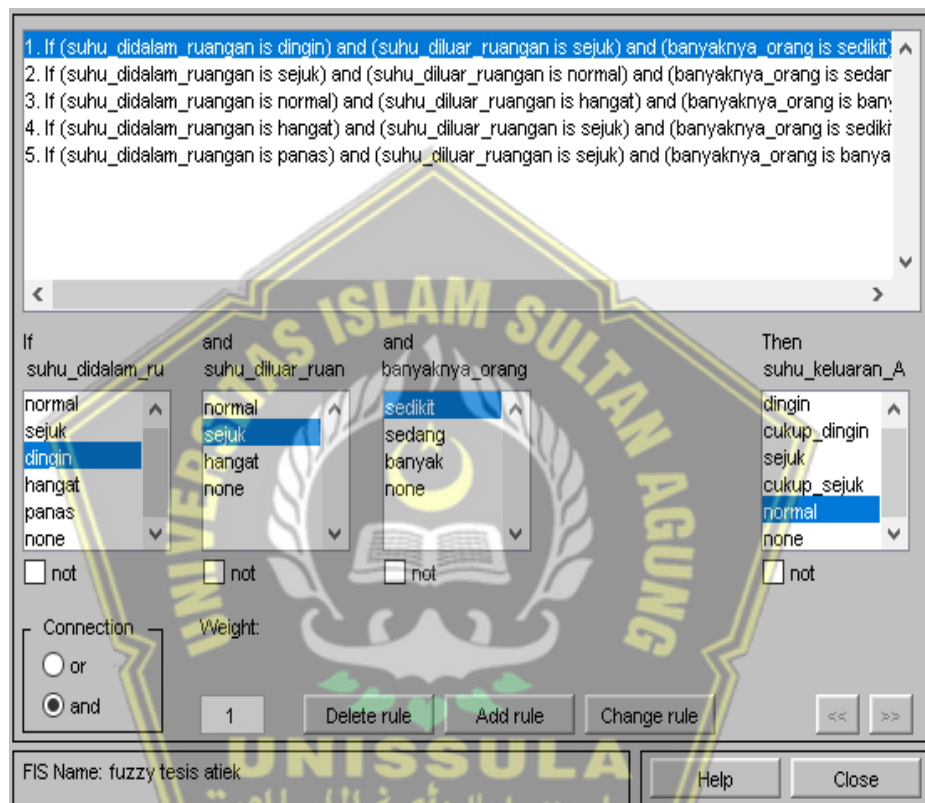 1. If (suhu_didalam_ruangan is dingin) and (suhu_diluar_ruangan is sejuk) and (banyaknya_orang is sedikit)
2. If (suhu_didalam_ruangan is sejuk) and (suhu_diluar_ruangan is normal) and (banyaknya_orang is sedan
3. If (suhu_didalam_ruangan is normal) and (suhu_diluar_ruangan is hangat) and (banyaknya_orang is bany
4. If (suhu_didalam_ruangan is hangat) and (suhu_diluar_ruangan is sejuk) and (banyaknya_orang is sediki
5. If (suhu_didalam_ruangan is panas) and (suhu_diluar_ruangan is sejuk) and (banyaknya_orang is banya
If
suhu_didalam_ru
normal
sejuk
dingin
hangat
panas
none
not
and
suhu_diluar_ruan
normal
sejuk
hangat
none
not
and
banyaknya_orang
sedikit
sedang
banyak
none
not
Then
suhu_keluaran_A
dingin
cukup_dingin
sejuk
cukup_sejuk
normal
none
not
Connection
or
and
Weight:
1
Delete rule
Add rule
Change rule
<<
>>
FIS Name: fuzzy tesis atiek
Help
Close
UNIVERSITAS ISLAM SULTAN AGUNG
UNISSULA